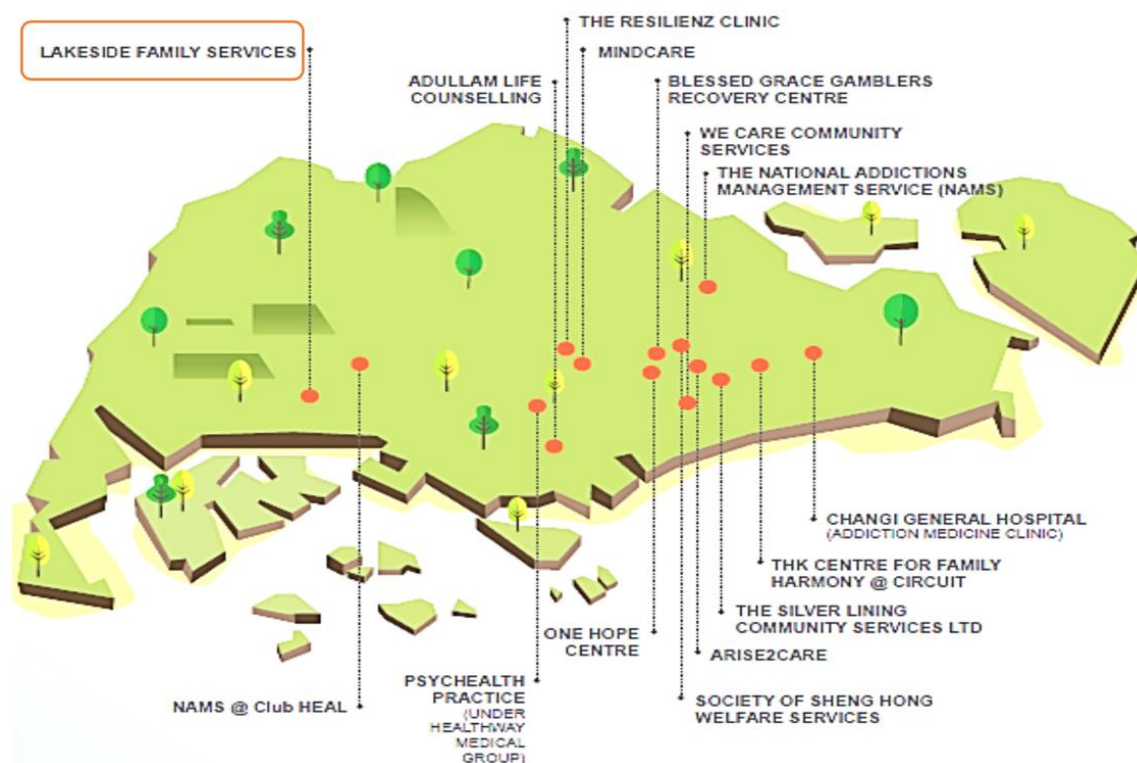 THE RESILIENZ CLINIC
LAKESIDE FAMILY SERVICES
MINDCARE
ADULLAM LIFE
COUNSELLING
BLESSED GRACE GAMBLERS
RECOVERY CENTRE
WE CARE COMMUNITY
SERVICES
THE NATIONAL ADDICTIONS
MANAGEMENT SERVICE (NAMS)
CHANGI GENERAL HOSPITAL
(ADDICTION MEDICINE CLINIC)
THK CENTRE FOR FAMILY
HARMONY @ CIRCUIT
THE SILVER LINING
COMMUNITY SERVICES LTD
ONE HOPE
CENTRE
ARISE2CARE
PSYCHEALTH
PRACTICE
(UNDER
HEALTHWAY
MEDICAL
GROUP)
SOCIETY OF SHENG HONG
WELFARE SERVICES
NAMS @ Club HEAL